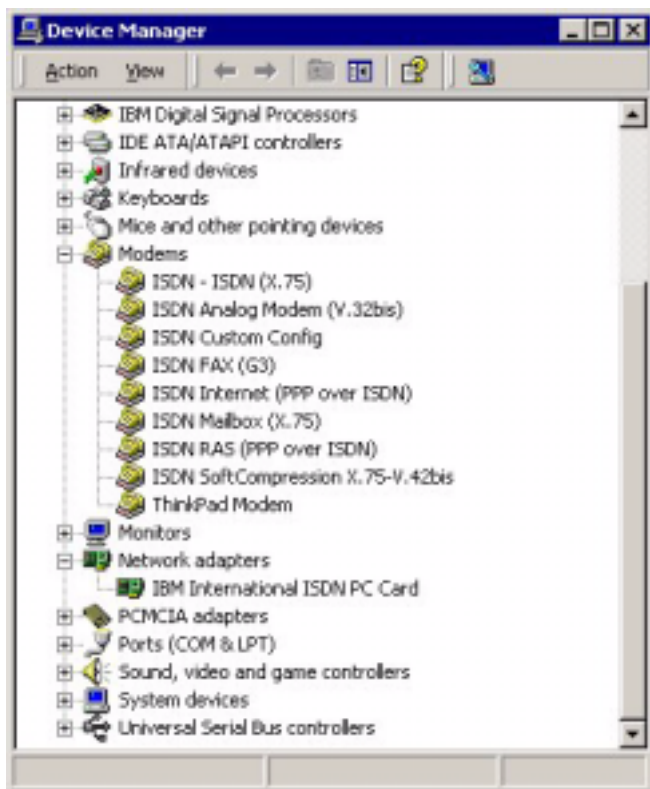 Device Manager
Action View
IBM Digital Signal Processors
IDE ATA/ATAPI controllers
Infrared devices
Keyboards
Mice and other pointing devices
Modems
ISDN - ISDN (X.75)
ISDN Analog Modem (V.32bis)
ISDN Custom Config
ISDN FAX (G3)
ISDN Internet (PPP over ISDN)
ISDN Mailbox (X.75)
ISDN RAS (PPP over ISDN)
ISDN SoftCompression X.75-V.42bis
ThinkPad Modem
Monitors
Network adapters
IBM International ISDN PC Card
PCMCIA adapters
Ports (COM & LPT)
Sound, video and game controllers
System devices
Universal Serial Bus controllers